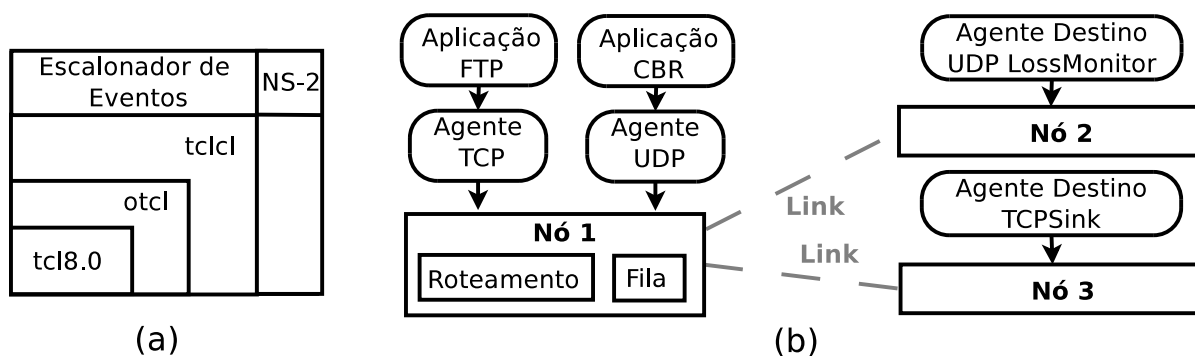 Escalonador de
Eventos
NS-2
tclcl
otcl
tcl8.0
(a)
Aplicação
FTP
Aplicação
CBR
Agente
TCP
Agente
UDP
Nó 1
Roteamento
Fila
Link
Link
Agente Destino
UDP LossMonitor
Nó 2
Agente Destino
TCPSink
Nó 3
(b)